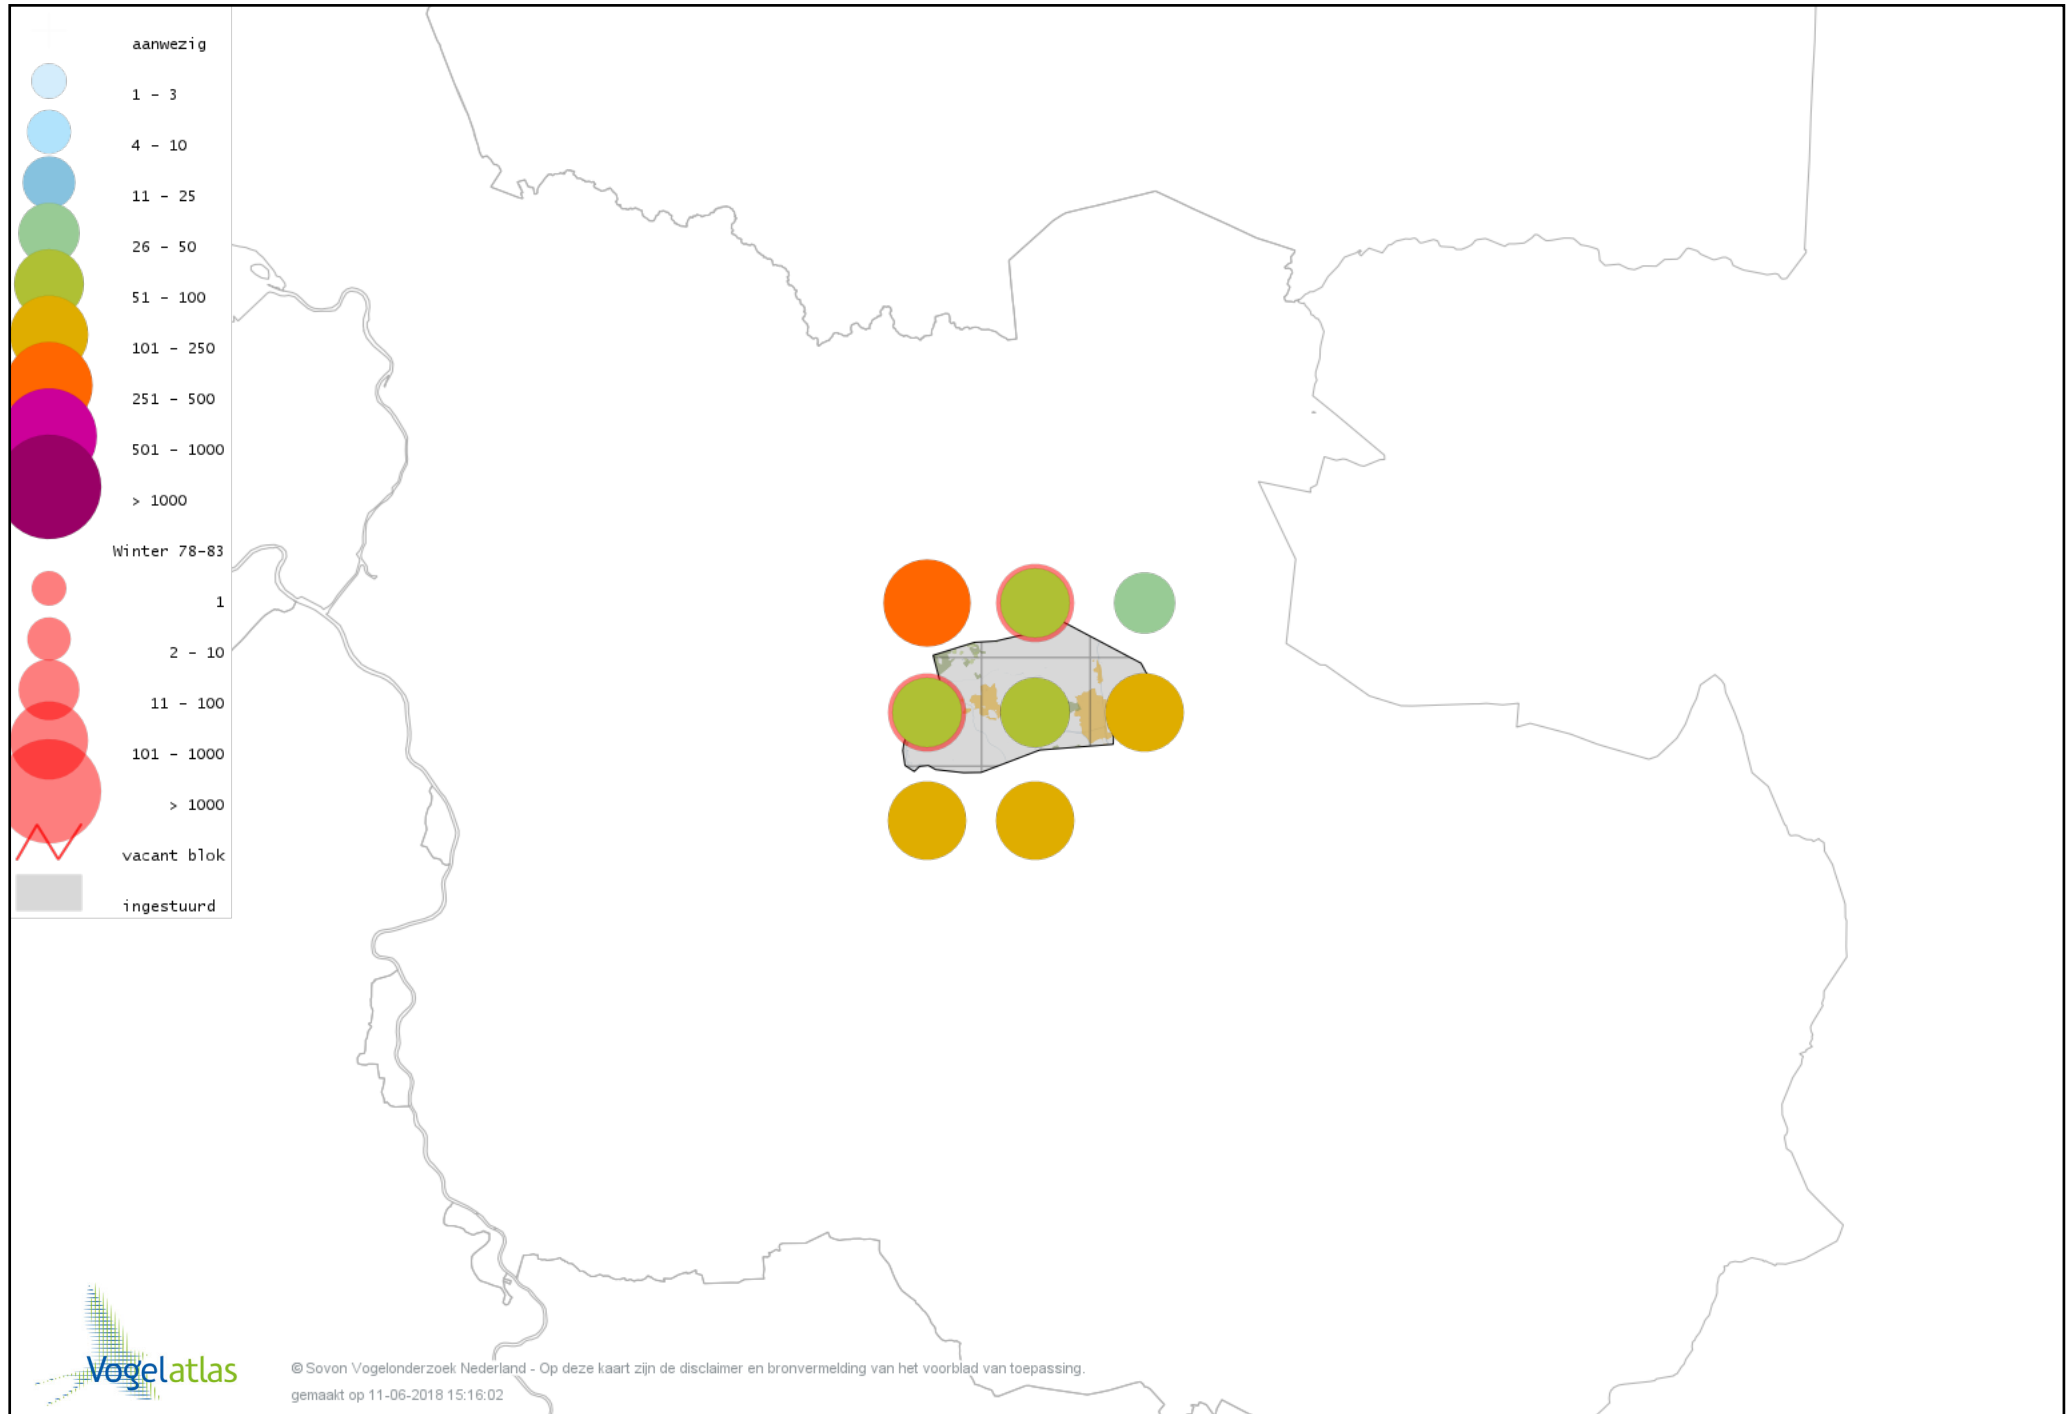 aanwezig
1 - 3
4 - 10
11 - 25
26 - 50
51 - 100
101 - 250
251 - 500
501 - 1000
> 1000
Winter 78-83
1
2 - 10
11 - 100
101 - 1000
> 1000
vacant blok
ingestuurd
Vogelatlas
© Sovon Vogelonderzoek Nederland - Op deze kaart zijn de disclaimer en bronvermelding van het voorblad van toepassing.
gemaakt op 11-06-2018 15:16:02